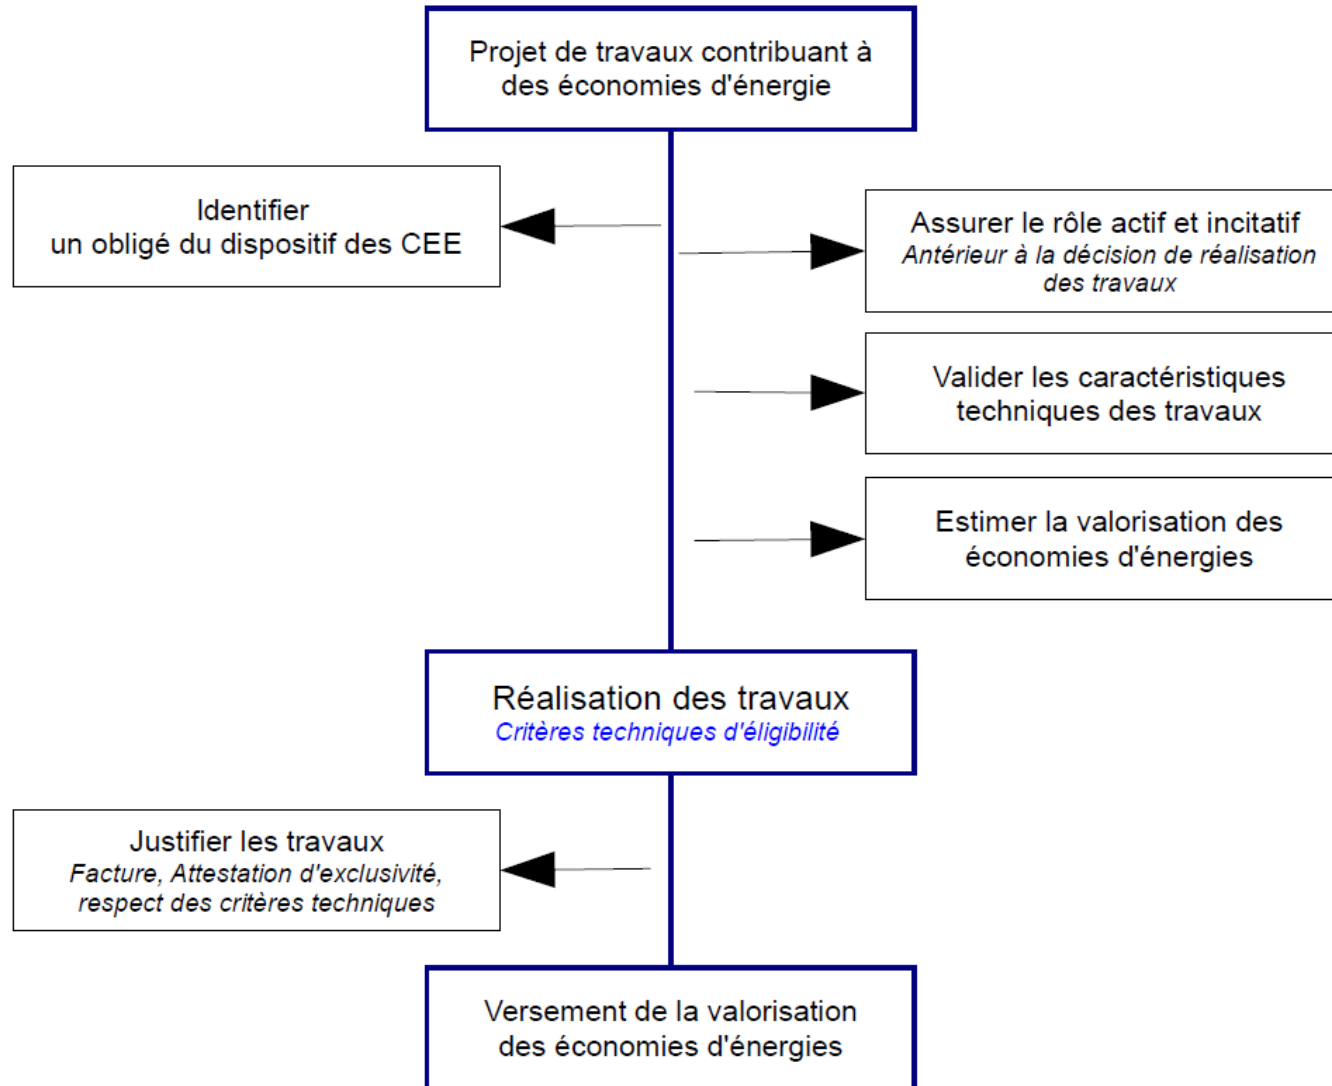 Projet de travaux contribuant à
des économies d'énergie
Identifier
un obligé du dispositif des CEE
Assurer le rôle actif et incitatif
Antérieur à la décision de réalisation
des travaux
Valider les caractéristiques
techniques des travaux
Estimer la valorisation des
économies d'énergies
Réalisation des travaux
Critères techniques d'éligibilité
Justifier les travaux
Facture, Attestation d'exclusivité,
respect des critères techniques
Versement de la valorisation
des économies d'énergies